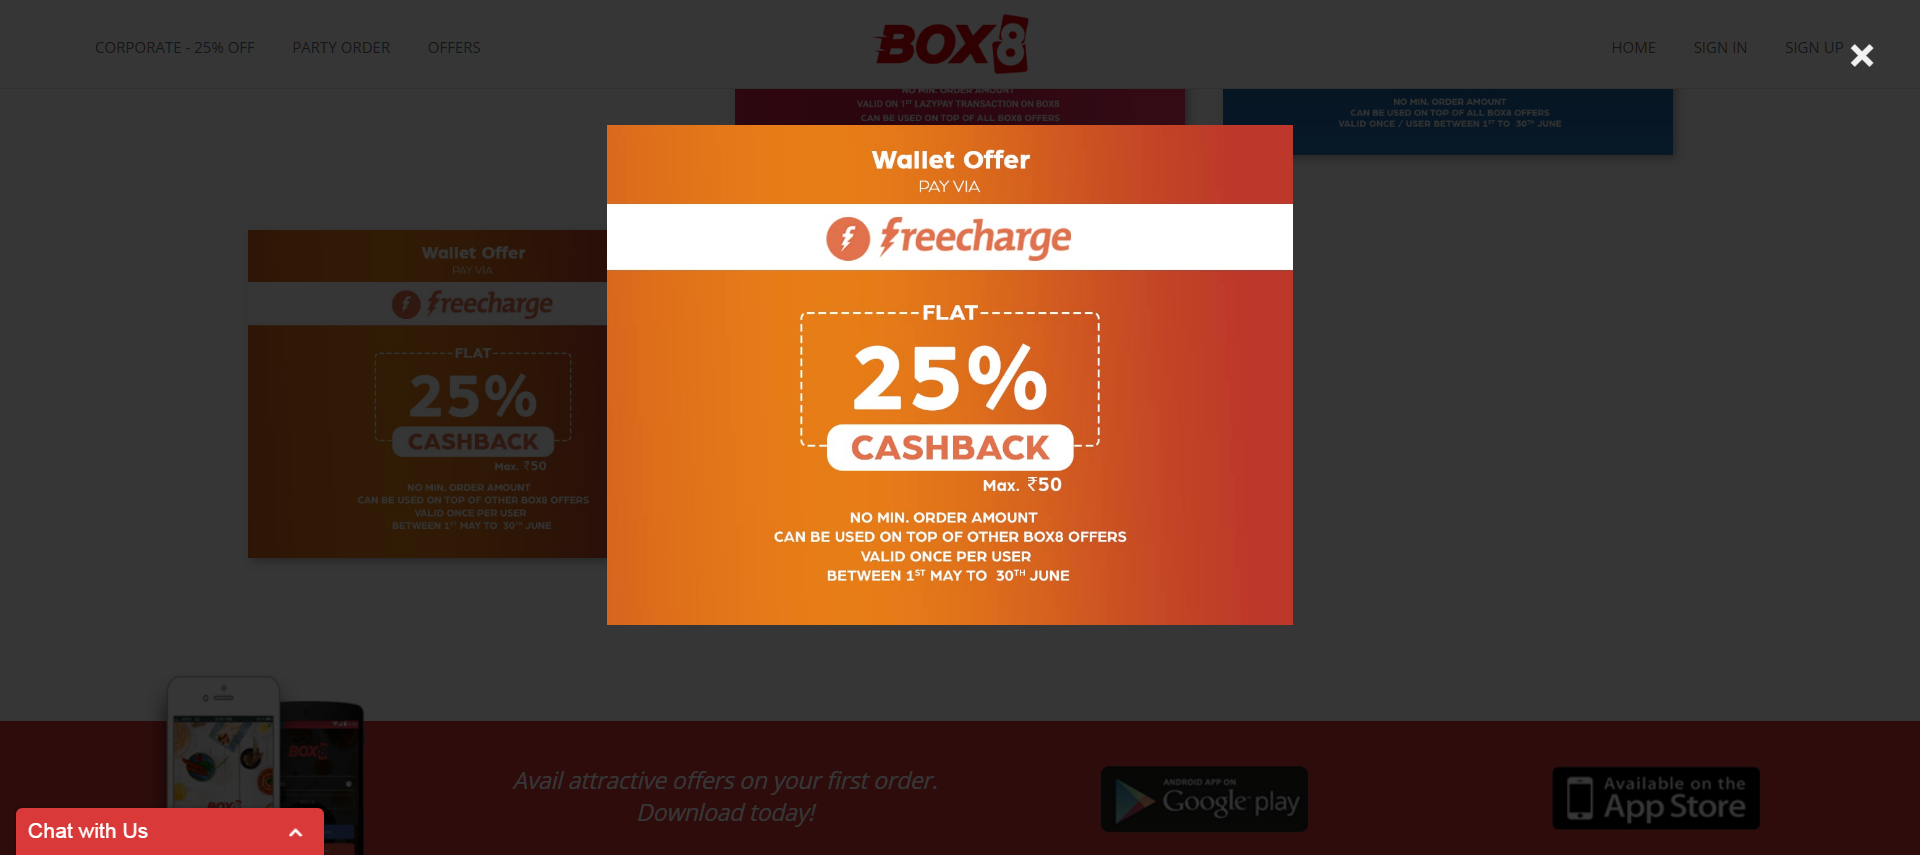 CORPORATE - 25% OFF PARTY ORDER OFFERS BOX8 HOME SIGN IN SIGN UP
NO MIN. ORDER AMOUNT
VALID ON 1ST LAZYPAY TRANSACTION ON BOX8
CAN BE USED ON TOP OF ALL BOX8 OFFERS
NO MIN. ORDER AMOUNT
CAN BE USED ON TOP OF ALL BOX8 OFFERS
VALID ONCE / USER BETWEEN 1ST TO 30TH JUNE
Wallet Offer
PAY VIA
freecharge
FLAT
25%
CASHBACK
Max. ₹50
NO MIN. ORDER AMOUNT
CAN BE USED ON TOP OF OTHER BOX8 OFFERS
VALID ONCE PER USER
BETWEEN 1ST MAY TO 30TH JUNE
Wallet Offer
PAY VIA
freecharge
FLAT
25%
CASHBACK
Max. ₹50
NO MIN. ORDER AMOUNT
CAN BE USED ON TOP OF OTHER BOX8 OFFERS
VALID ONCE PER USER
BETWEEN 1ST MAY TO 30TH JUNE
BOX8
BOX8
Avail attractive offers on your first order.
Download today!
ANDROID APP ON
Google play
Available on the
App Store
Chat with Us